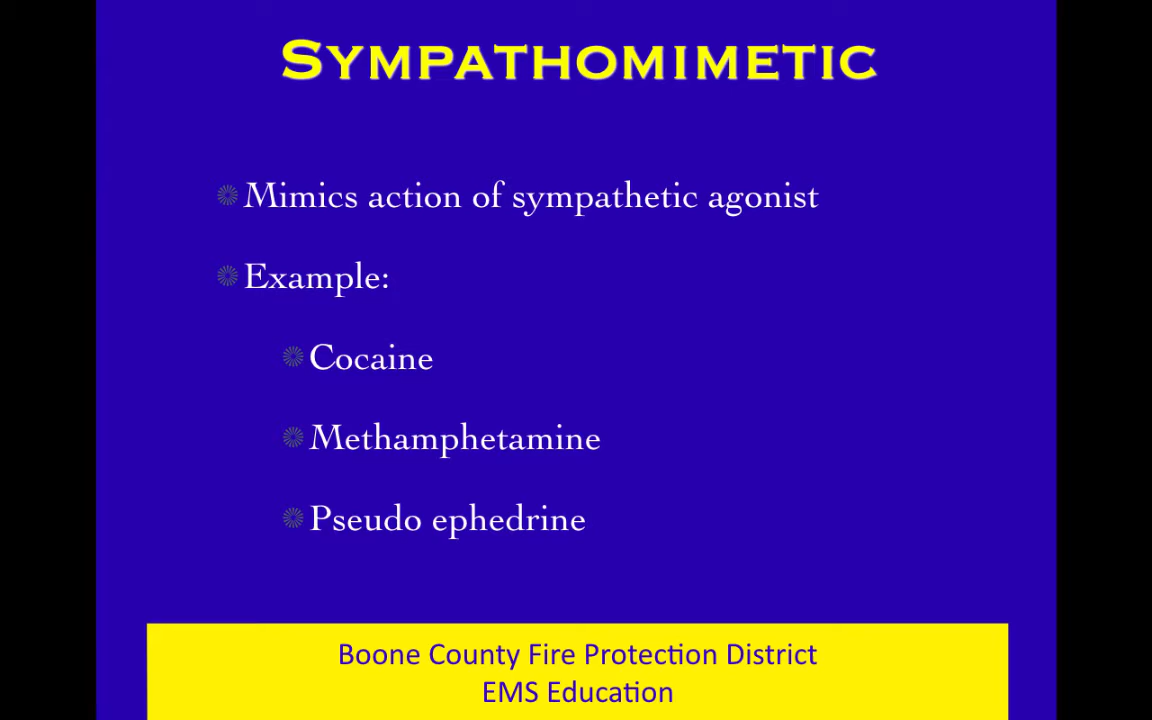 SYMPATHOMIMETIC
Mimics action of sympathetic agonist
Example:
Cocaine
Methamphetamine
Pseudo ephedrine
Boone County Fire Protection District
EMS Education